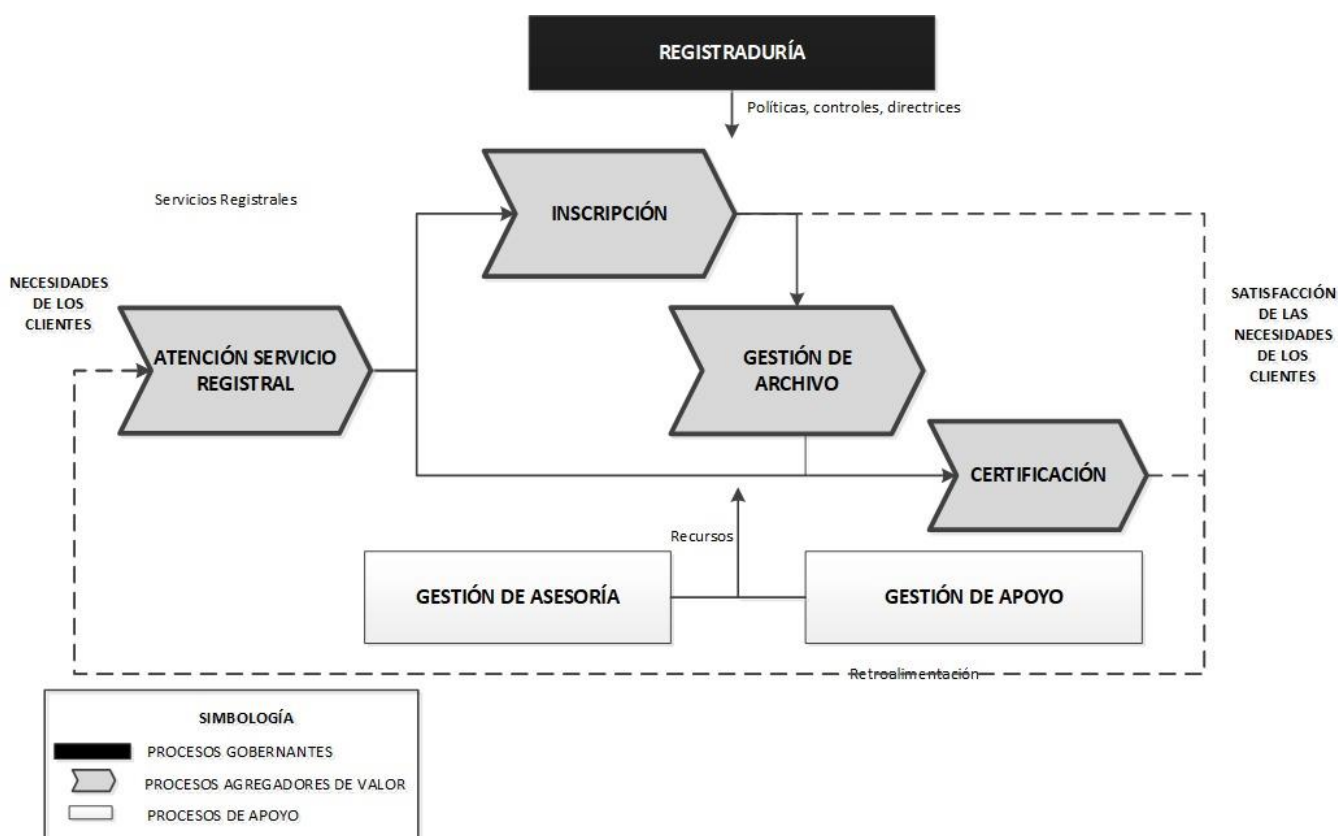 REGISTRADURÍA
Políticas, controles, directrices
INSCRIPCIÓN
Servicios Registrales
NECESIDADES
DE LOS
CLIENTES
ATENCIÓN SERVICIO
REGISTRAL
GESTIÓN DE
ARCHIVO
SATISFACCIÓN
DE LAS
NECESIDADES
DE LOS
CLIENTES
CERTIFICACIÓN
Recursos
GESTIÓN DE ASESORÍA
GESTIÓN DE APOYO
Retroalimentación
SIMBOLOGÍA
PROCESOS GOBERNANTES
PROCESOS AGREGADORES DE VALOR
PROCESOS DE APOYO